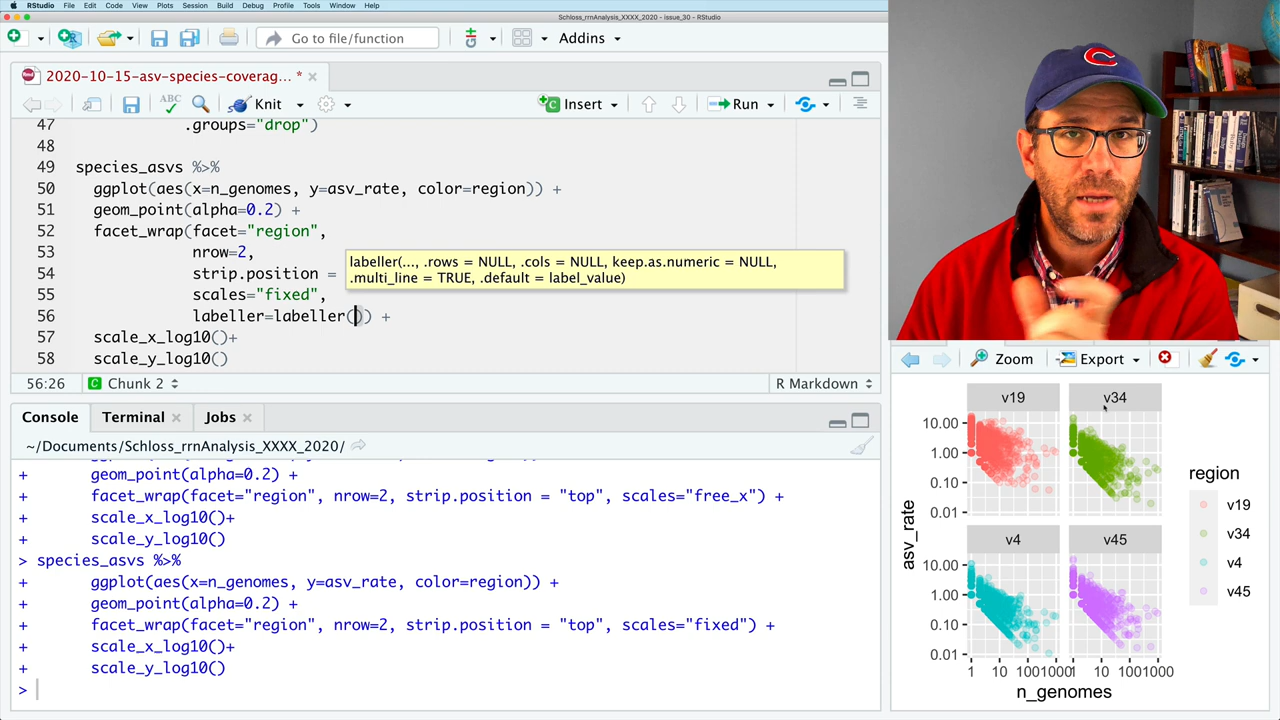 RStudio File Edit Code View Plots Session Build Debug Profile Tools Window Help
Schloss_rrnAnalysis_XXXX_2020 - issue_30 - RStudio
Go to file/function
Addins
2020-10-15-asv-species-coverag... *
ABC
Knit
Insert
Run
47 .groups="drop")
48
49 species_asvs %>%
50 ggplot(aes(x=n_genomes, y=asv_rate, color=region)) +
51 geom_point(alpha=0.2) +
52 facet_wrap(facet="region",
53 nrow=2,
54 strip.position =
55 scales="fixed",
56 labeller=labeller()) +
57 scale_x_log10()+
58 scale_y_log10()
labeller(..., .rows = NULL, .cols = NULL, keep.as.numeric = NULL,
.multi_line = TRUE, .default = label_value)
56:26
Chunk 2
R Markdown
Console Terminal Jobs
~/Documents/Schloss_rrnAnalysis_XXXX_2020/
+ geom_point(alpha=0.2) +
+ facet_wrap(facet="region", nrow=2, strip.position = "top", scales="free_x") +
+ scale_x_log10()+
+ scale_y_log10()
> species_asvs %>%
+ ggplot(aes(x=n_genomes, y=asv_rate, color=region)) +
+ geom_point(alpha=0.2) +
+ facet_wrap(facet="region", nrow=2, strip.position = "top", scales="fixed") +
+ scale_x_log10()+
+ scale_y_log10()
>
C
Zoom
Export
v19 v34
10.00
1.00
0.10
0.01
v4 v45
10.00
1.00
0.10
0.01
1 10 1001000 1 10 1001000
n_genomes
asv_rate
region
v19
v34
v4
v45